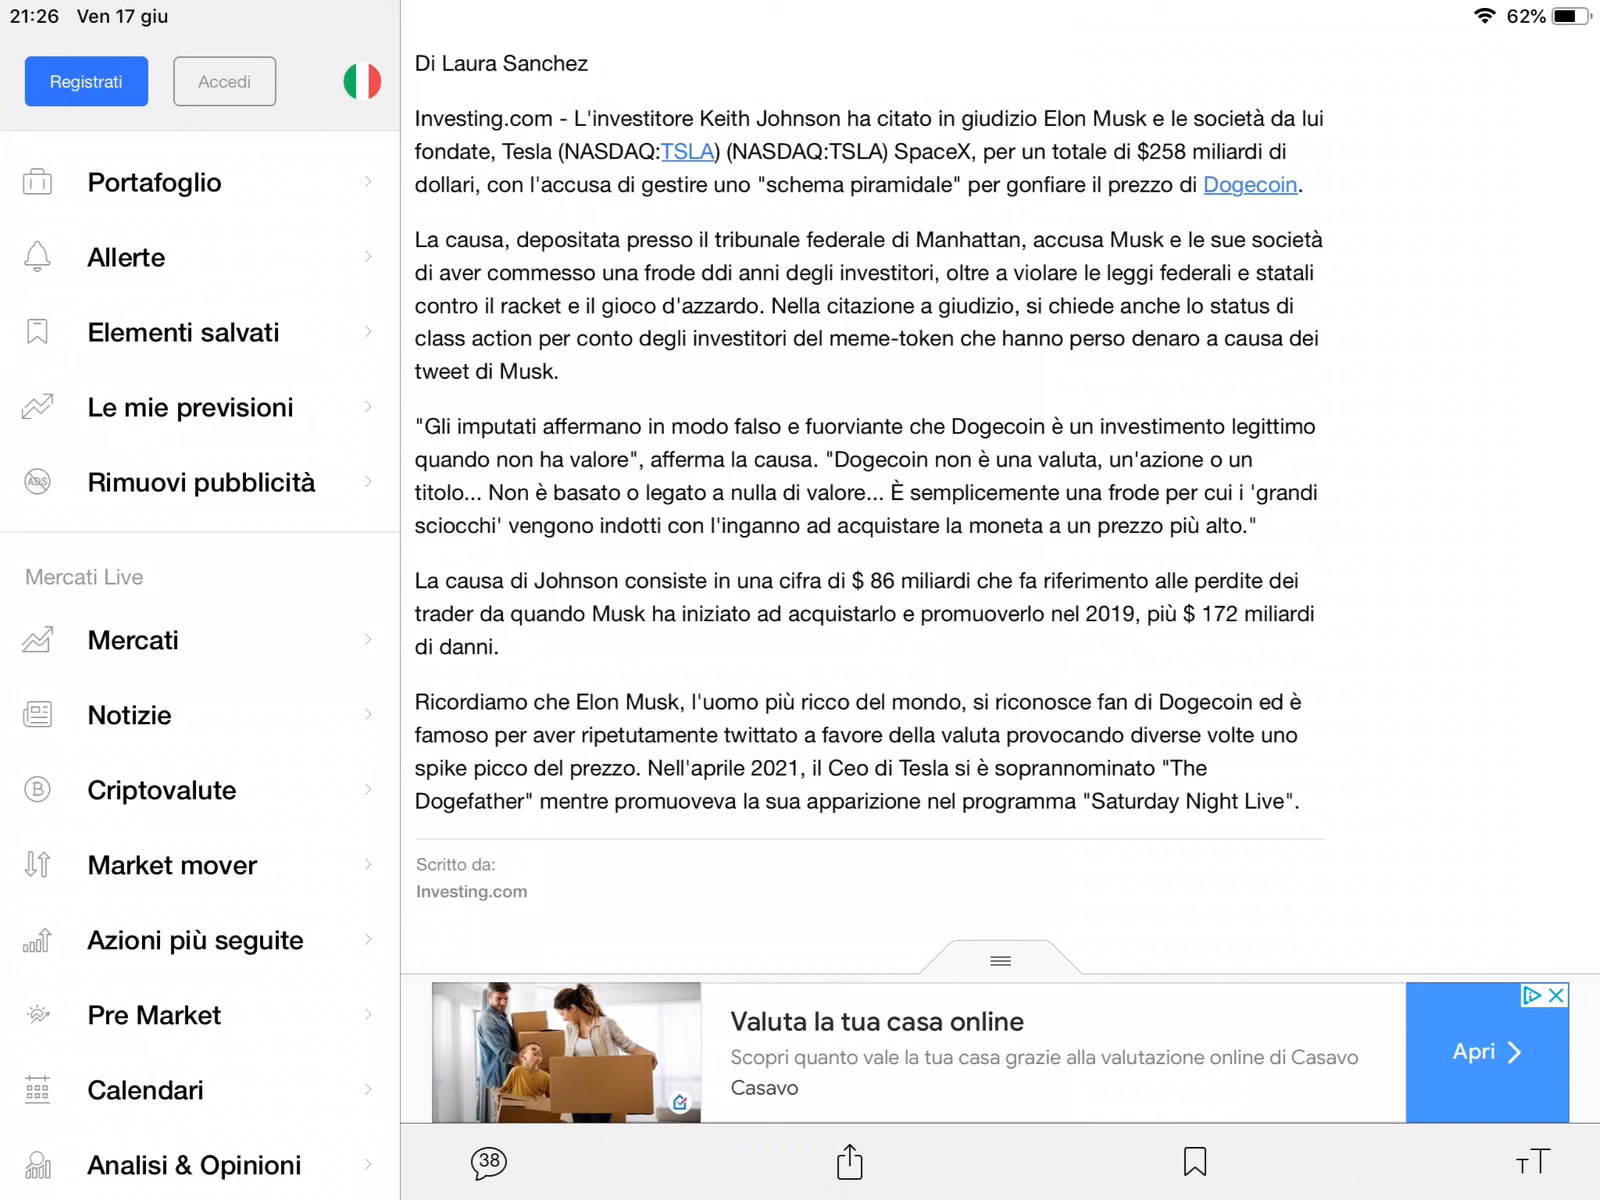 21:26 Ven 17 giu
62%
Registrati
Accedi
Portafoglio
Allerte
Elementi salvati
Le mie previsioni
ADS
Rimuovi pubblicità
Mercati Live
Mercati
Notizie
Criptovalute
Market mover
Azioni più seguite
Pre Market
Calendari
Analisi & Opinioni
Di Laura Sanchez
Investing.com - L'investitore Keith Johnson ha citato in giudizio Elon Musk e le società da lui
fondate, Tesla (NASDAQ:TSLA) (NASDAQ:TSLA) SpaceX, per un totale di $258 miliardi di
dollari, con l'accusa di gestire uno "schema piramidale" per gonfiare il prezzo di Dogecoin.
La causa, depositata presso il tribunale federale di Manhattan, accusa Musk e le sue società
di aver commesso una frode ddi anni degli investitori, oltre a violare le leggi federali e statali
contro il racket e il gioco d'azzardo. Nella citazione a giudizio, si chiede anche lo status di
class action per conto degli investitori del meme-token che hanno perso denaro a causa dei
tweet di Musk.
"Gli imputati affermano in modo falso e fuorviante che Dogecoin è un investimento legittimo
quando non ha valore", afferma la causa. "Dogecoin non è una valuta, un'azione o un
titolo... Non è basato o legato a nulla di valore... È semplicemente una frode per cui i 'grandi
sciocchi' vengono indotti con l'inganno ad acquistare la moneta a un prezzo più alto."
La causa di Johnson consiste in una cifra di $ 86 miliardi che fa riferimento alle perdite dei
trader da quando Musk ha iniziato ad acquistarlo e promuoverlo nel 2019, più $ 172 miliardi
di danni.
Ricordiamo che Elon Musk, l'uomo più ricco del mondo, si riconosce fan di Dogecoin ed è
famoso per aver ripetutamente twittato a favore della valuta provocando diverse volte uno
spike picco del prezzo. Nell'aprile 2021, il Ceo di Tesla si è soprannominato "The
Dogefather" mentre promuoveva la sua apparizione nel programma "Saturday Night Live".
Scritto da:
Investing.com
Valuta la tua casa online
Scopri quanto vale la tua casa grazie alla valutazione online di Casavo
Casavo
Apri
38
TT